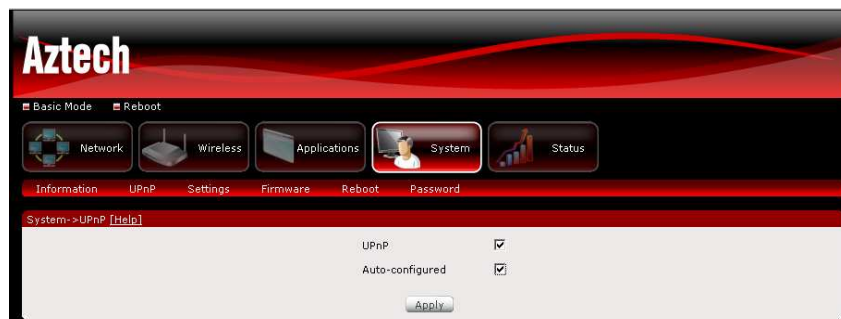 Aztech
Basic Mode Reboot
Network Wireless Applications System Status
Information UPnP Settings Firmware Reboot Password
System->UPnP [Help]
UPnP
Auto-configured
Apply